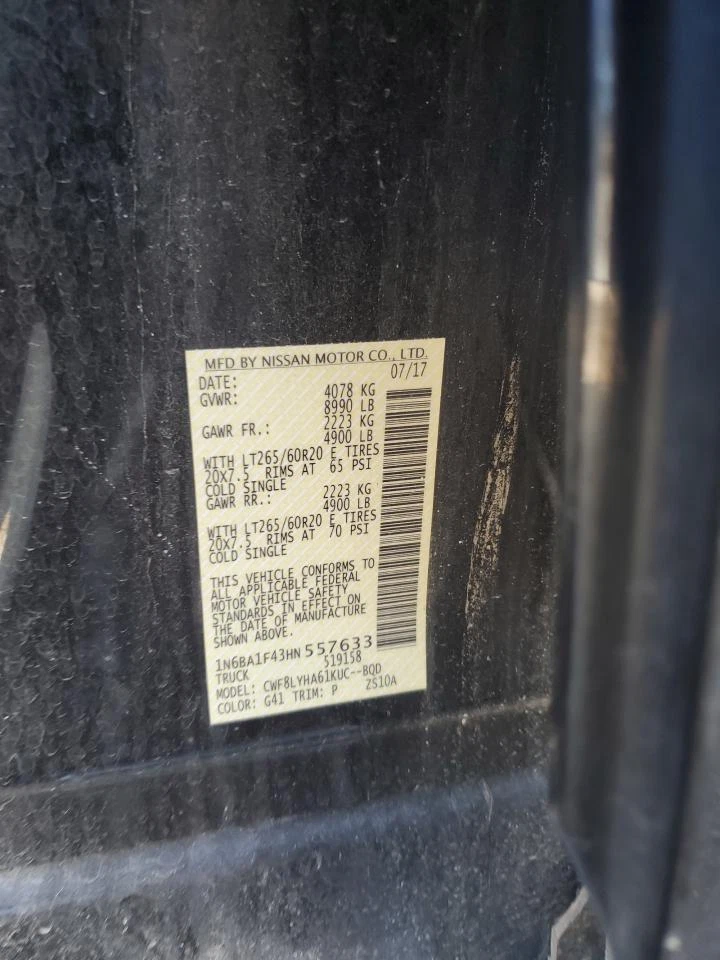 MFD BY NISSAN MOTOR CO., LTD.
DATE: 07/17
GVWR: 4078 KG
8990 LB
GAWR FR.: 2223 KG
4900 LB
WITH LT265/60R20 E TIRES
20X7.5 RIMS AT 65 PSI
COLD SINGLE
GAWR RR.: 2223 KG
4900 LB
WITH LT265/60R20 E TIRES
20X7.5 RIMS AT 70 PSI
COLD SINGLE
THIS VEHICLE CONFORMS TO
ALL APPLICABLE FEDERAL
MOTOR VEHICLE SAFETY
STANDARDS IN EFFECT ON
THE DATE OF MANUFACTURE
SHOWN ABOVE.
1N6BA1F43HN557633
TRUCK 519158
MODEL: CWF8LYHA61KUC--BQD
COLOR: G41 TRIM: P ZS10A